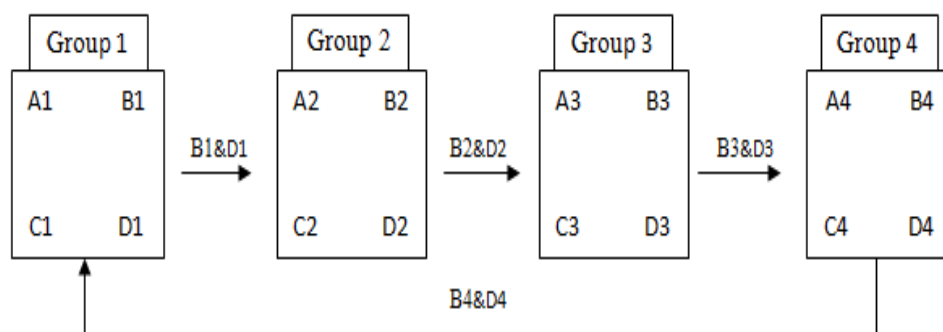 Group 1
Group 2
Group 3
Group 4
A1 B1
A2 B2
A3 B3
A4 B4
B1&D1
B2&D2
B3&D3
C1 D1
C2 D2
C3 D3
C4 D4
B4&D4